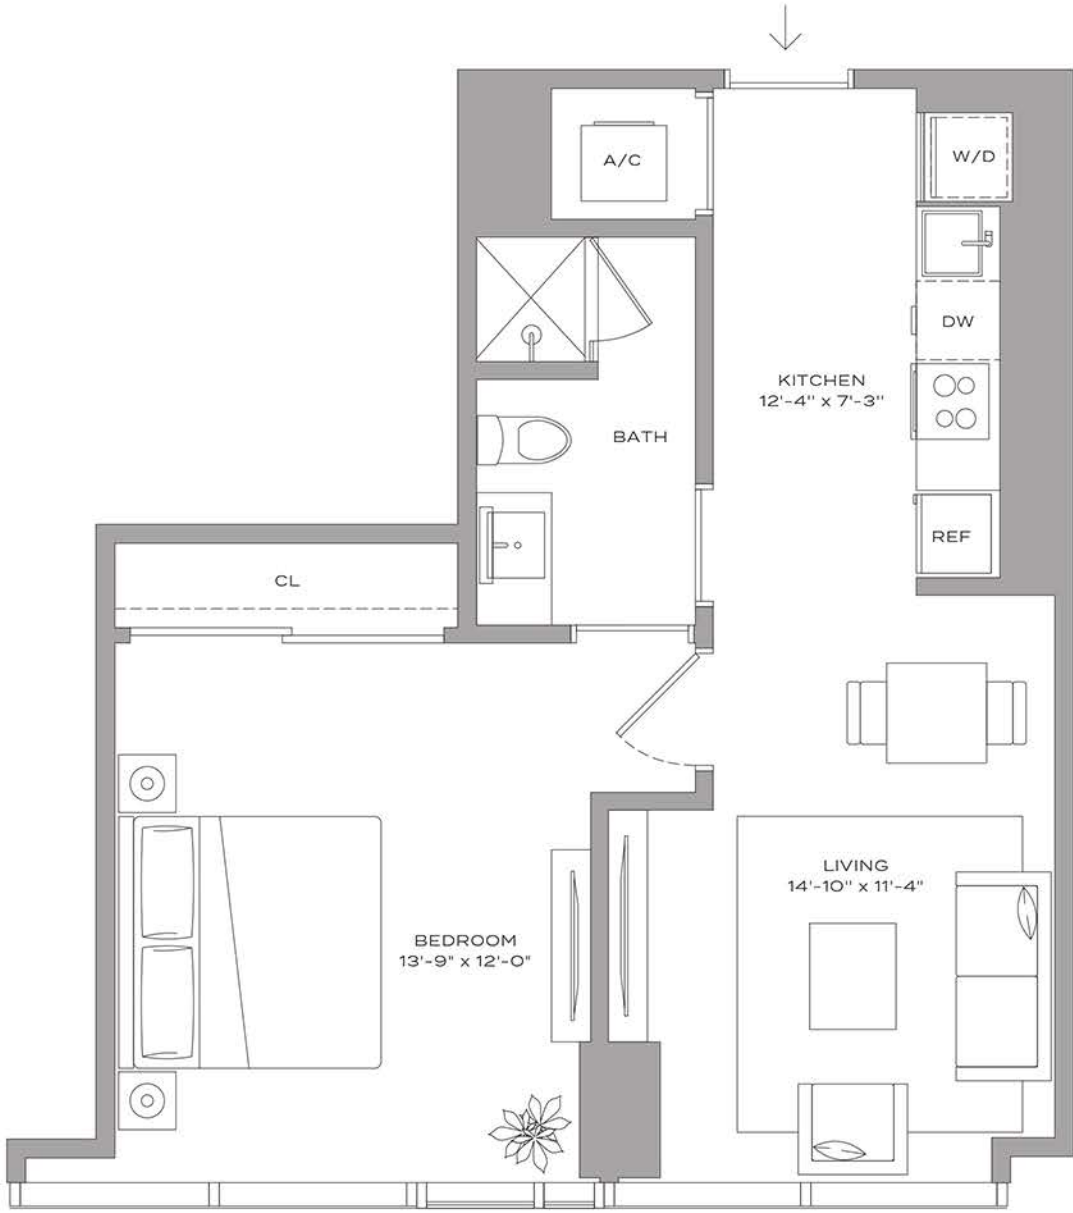 A/C
W/D
DW
KITCHEN
12'-4" x 7'-3"
BATH
REF
CL
LIVING
14'-10" x 11'-4"
BEDROOM
13'-9" x 12'-0"